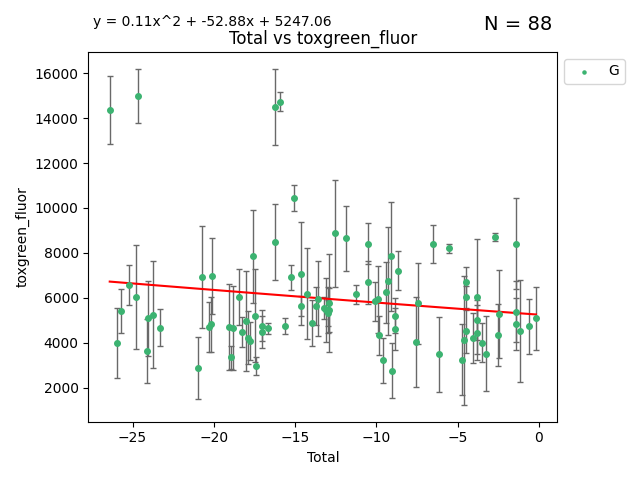 y = 0.11x^2 + -52.88x + 5247.06
N = 88
Total vs toxgreen_fluor
G
16000
14000
12000
10000
8000
6000
4000
2000
toxgreen_fluor
−25 −20 −15 −10 −5 0
Total